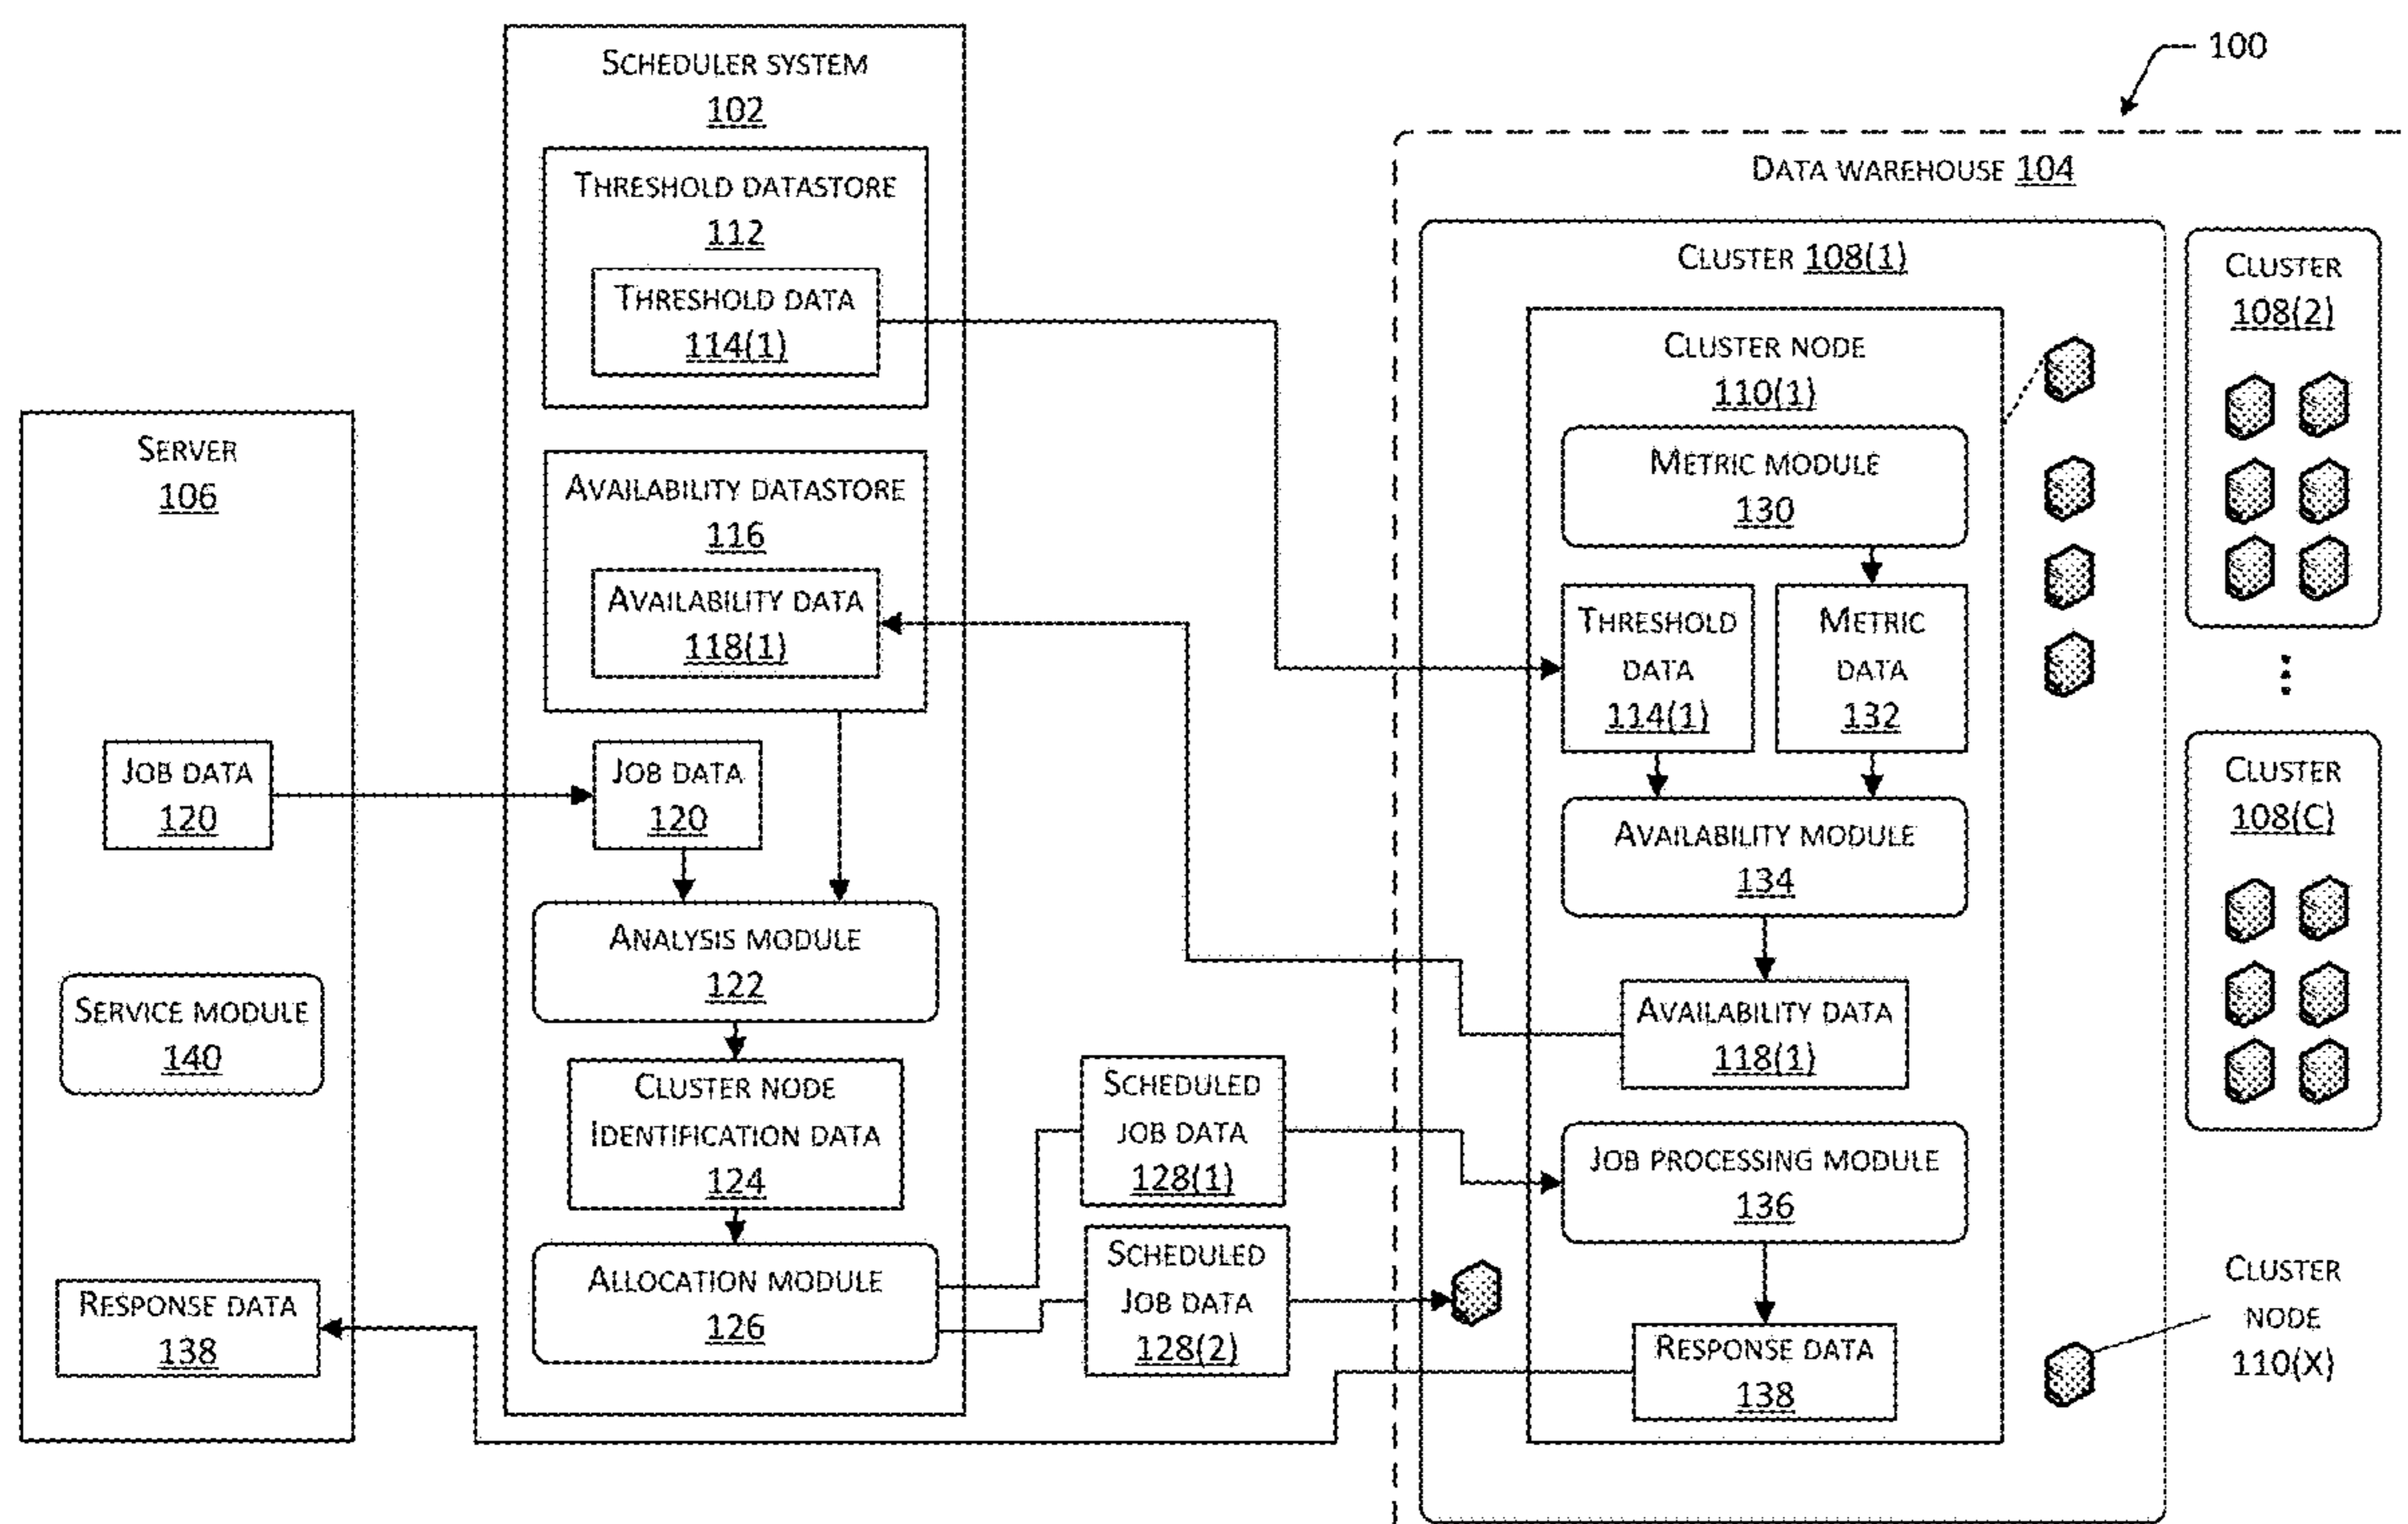 100
SCHEDULER SYSTEM
102
THRESHOLD DATASTORE
112
THRESHOLD DATA
114(1)
AVAILABILITY DATASTORE
116
AVAILABILITY DATA
118(1)
JOB DATA
120
ANALYSIS MODULE
122
CLUSTER NODE
IDENTIFICATION DATA
124
ALLOCATION MODULE
126
SERVER
106
JOB DATA
120
SERVICE MODULE
140
RESPONSE DATA
138
SCHEDULED
JOB DATA
128(1)
SCHEDULED
JOB DATA
128(2)
DATA WAREHOUSE 104
CLUSTER 108(1)
CLUSTER NODE
110(1)
METRIC MODULE
130
THRESHOLD
DATA
114(1)
METRIC
DATA
132
AVAILABILITY MODULE
134
AVAILABILITY DATA
118(1)
JOB PROCESSING MODULE
136
RESPONSE DATA
138
CLUSTER
108(2)
⋮
CLUSTER
108(C)
CLUSTER
NODE
110(X)